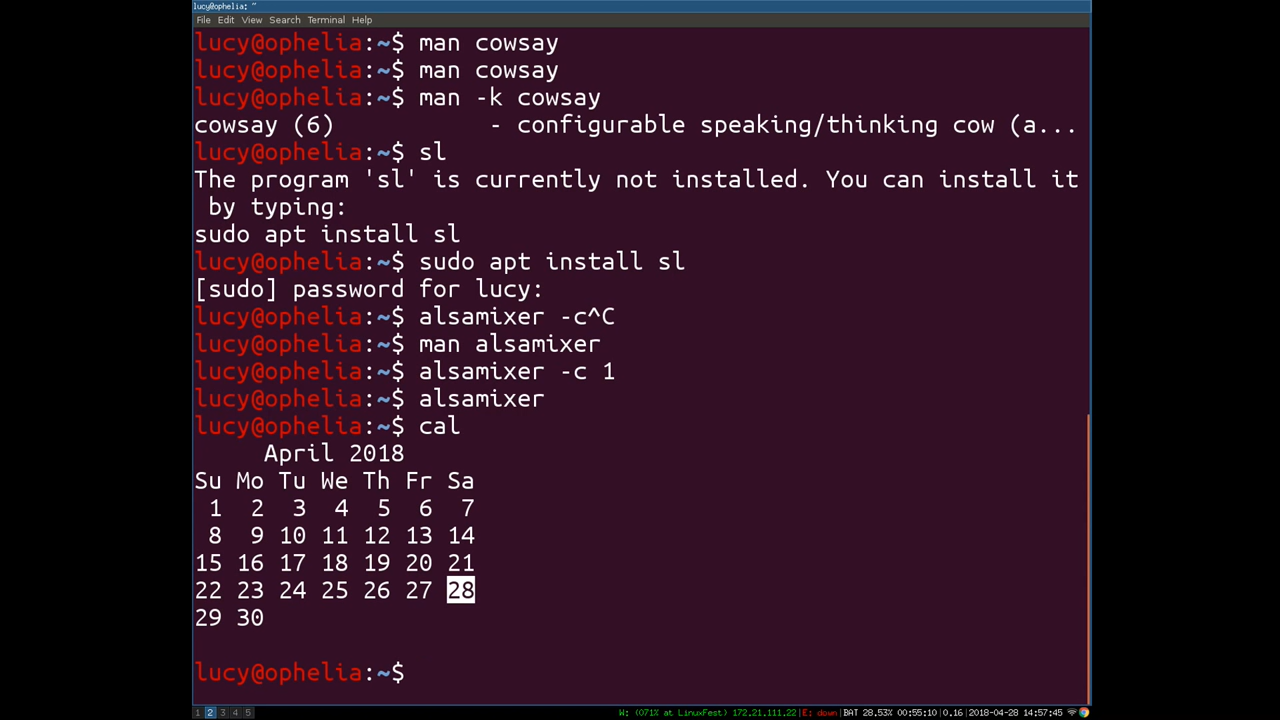 lucy@ophelia: ~
File Edit View Search Terminal Help
lucy@ophelia:~$ man cowsay
lucy@ophelia:~$ man cowsay
lucy@ophelia:~$ man -k cowsay
cowsay (6)           - configurable speaking/thinking cow (a...
lucy@ophelia:~$ sl
The program 'sl' is currently not installed. You can install it
 by typing:
sudo apt install sl
lucy@ophelia:~$ sudo apt install sl
[sudo] password for lucy:
lucy@ophelia:~$ alsamixer -c^C
lucy@ophelia:~$ man alsamixer
lucy@ophelia:~$ alsamixer -c 1
lucy@ophelia:~$ alsamixer
lucy@ophelia:~$ cal
     April 2018
Su Mo Tu We Th Fr Sa
 1  2  3  4  5  6  7
 8  9 10 11 12 13 14
15 16 17 18 19 20 21
22 23 24 25 26 27 28
29 30
lucy@ophelia:~$
1 2 3 4 5 W: (071% at LinuxFest) 172.21.111.22|E: down|BAT 28.53% 00:55:10|0.16|2018-04-28 14:57:45